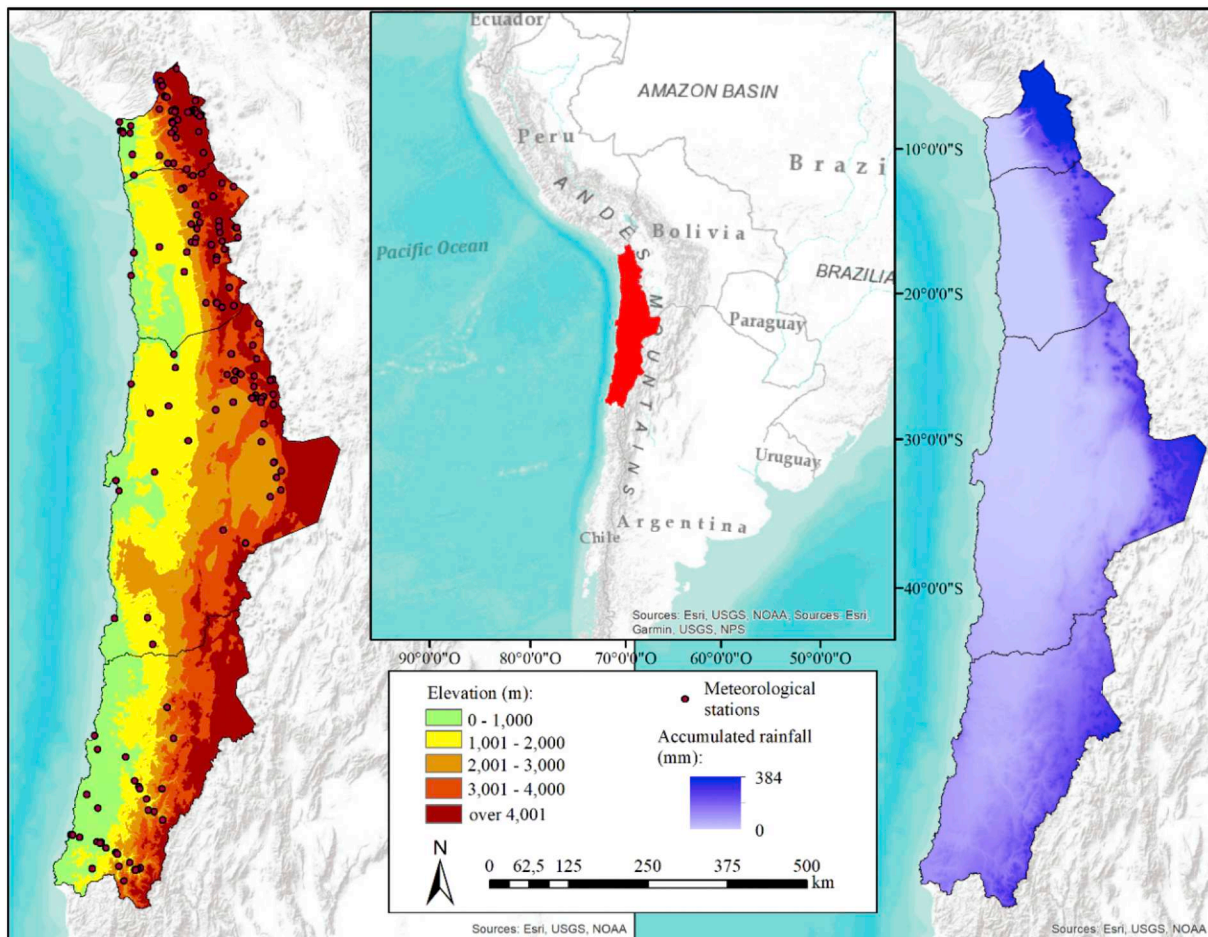 Ecuador
AMAZON BASIN
Peru
Brazi
ANDES MOUNTAINS
Bolivia
Pacific Ocean
BRAZILIA
Paraguay
Uruguay
Argentina
Chile
Sources: Esri, USGS, NOAA, Sources: Esri,
Garmin, USGS, NPS
10°0'0"S
20°0'0"S
30°0'0"S
40°0'0"S
90°0'0"O 80°0'0"O 70°0'0"O 60°0'0"O 50°0'0"O
Elevation (m):
0 - 1,000
1,001 - 2,000
2,001 - 3,000
3,001 - 4,000
over 4,001
Meteorological
stations
Accumulated rainfall
(mm):
384
0
N
0 62,5 125 250 375 500
km
Sources: Esri, USGS, NOAA
Sources: Esri, USGS, NOAA